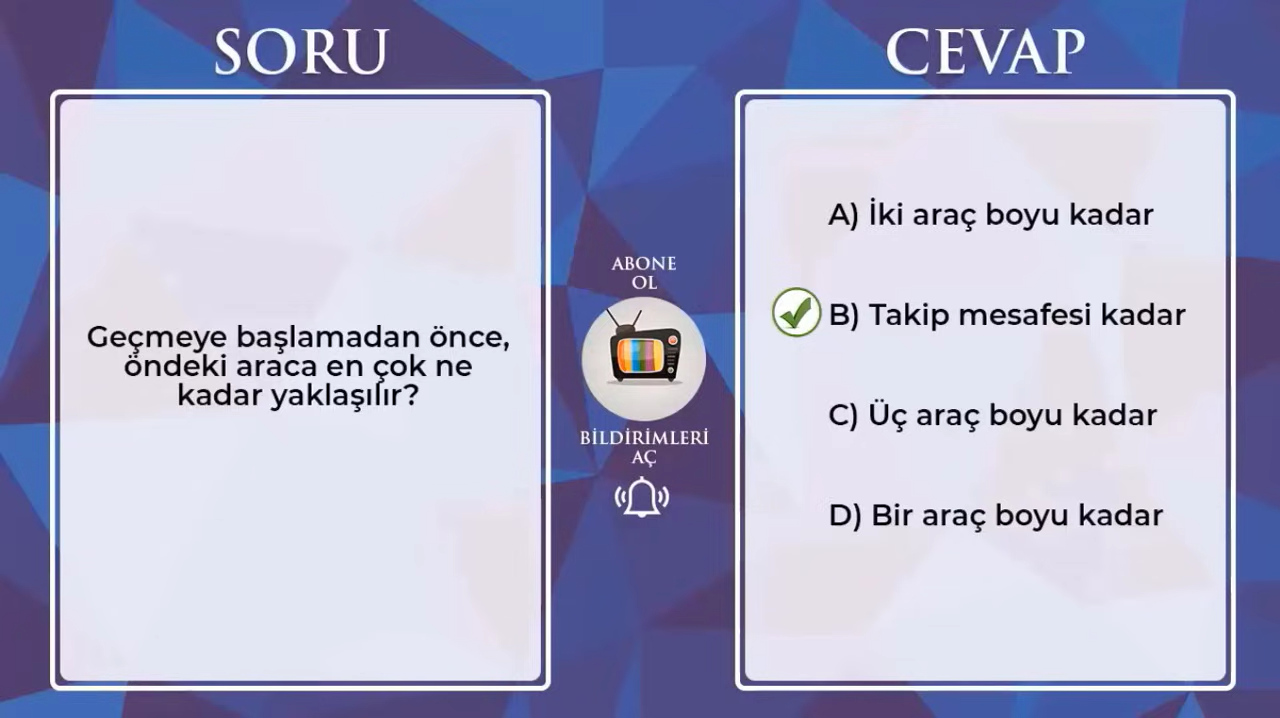 SORU
Geçmeye başlamadan önce,
öndeki araca en çok ne
kadar yaklaşılır?
ABONE
OL
BİLDİRİMLERİ
AÇ
CEVAP
A) İki araç boyu kadar
B) Takip mesafesi kadar
C) Üç araç boyu kadar
D) Bir araç boyu kadar